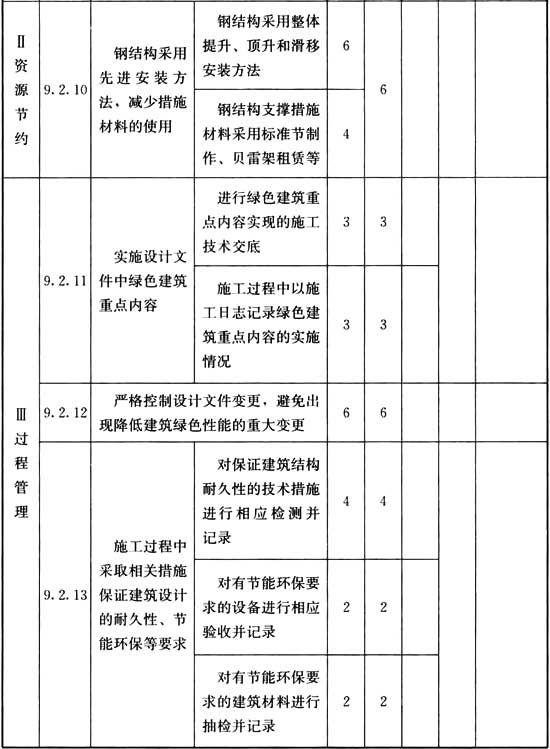 Ⅱ
资
源
节
约
9.2.10
钢结构采用
先进安装方
法，减少措施
材料的使用
钢结构采用整体
提升、顶升和滑移
安装方法
6
6
钢结构支撑措施
材料采用标准节制
作、贝雷架租赁等
4
Ⅲ
过
程
管
理
9.2.11
实施设计文
件中绿色建筑
重点内容
进行绿色建筑重
点内容实现的施工
技术交底
3
3
施工过程中以施
工日志记录绿色建
筑重点内容的实施
情况
3
3
9.2.12
严格控制设计文件变更，避免出
现降低建筑绿色性能的重大变更
6
6
9.2.13
施工过程中
采取相关措施
保证建筑设计
的耐久性、节
能环保等要求
对保证建筑结构
耐久性的技术措施
进行相应检测并
记录
4
4
对有节能环保要
求的设备进行相应
验收并记录
2
2
对有节能环保要
求的建筑材料进行
抽检并记录
2
2